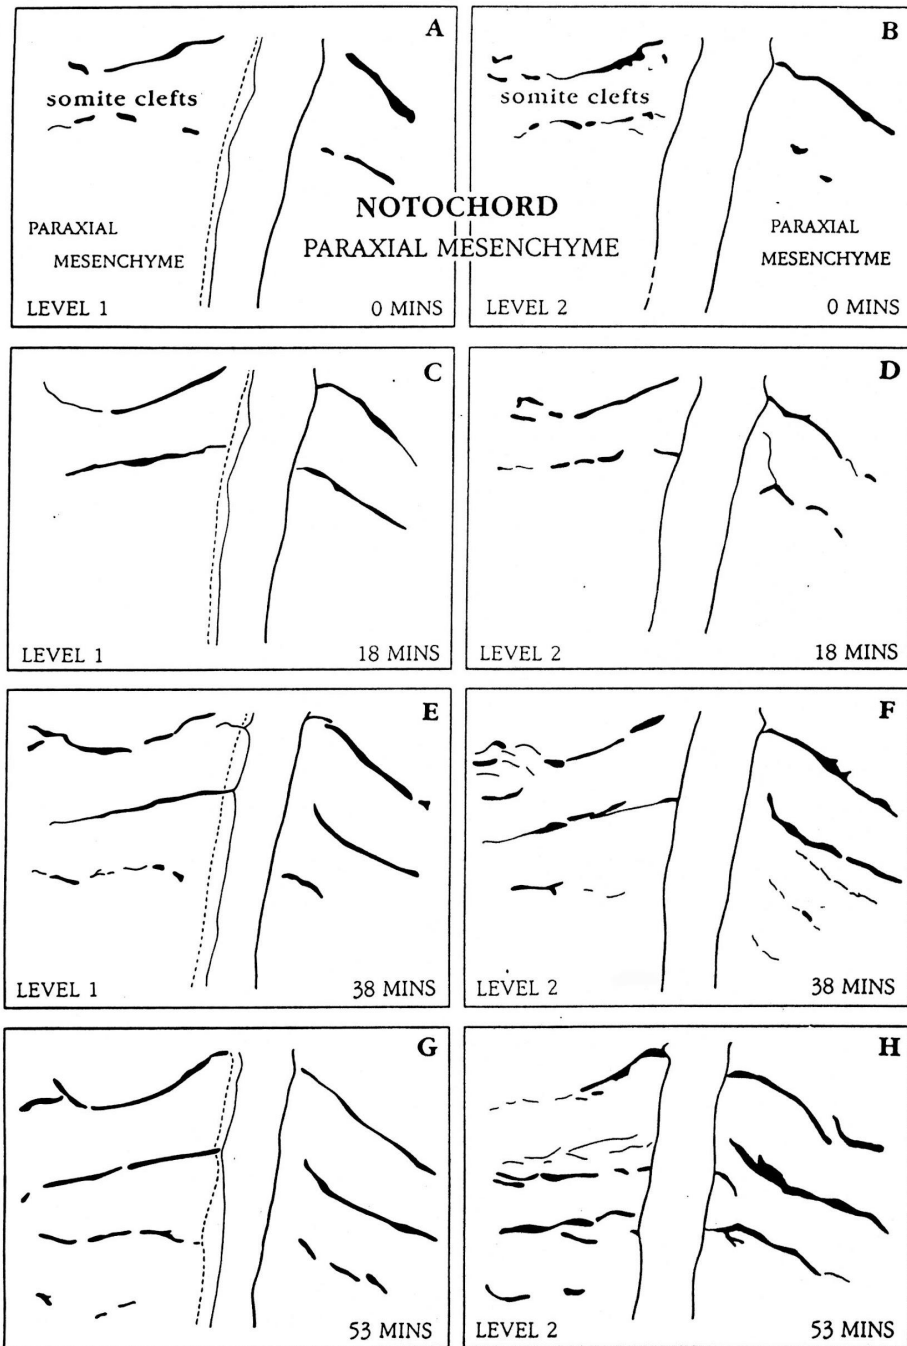 A
somite clefts
PARAXIAL
MESENCHYME
LEVEL 1
0 MINS
NOTOCHORD
PARAXIAL MESENCHYME
B
somite clefts
PARAXIAL
MESENCHYME
LEVEL 2
0 MINS
C
LEVEL 1
18 MINS
D
LEVEL 2
18 MINS
E
LEVEL 1
38 MINS
F
LEVEL 2
38 MINS
G
53 MINS
H
LEVEL 2
53 MINS